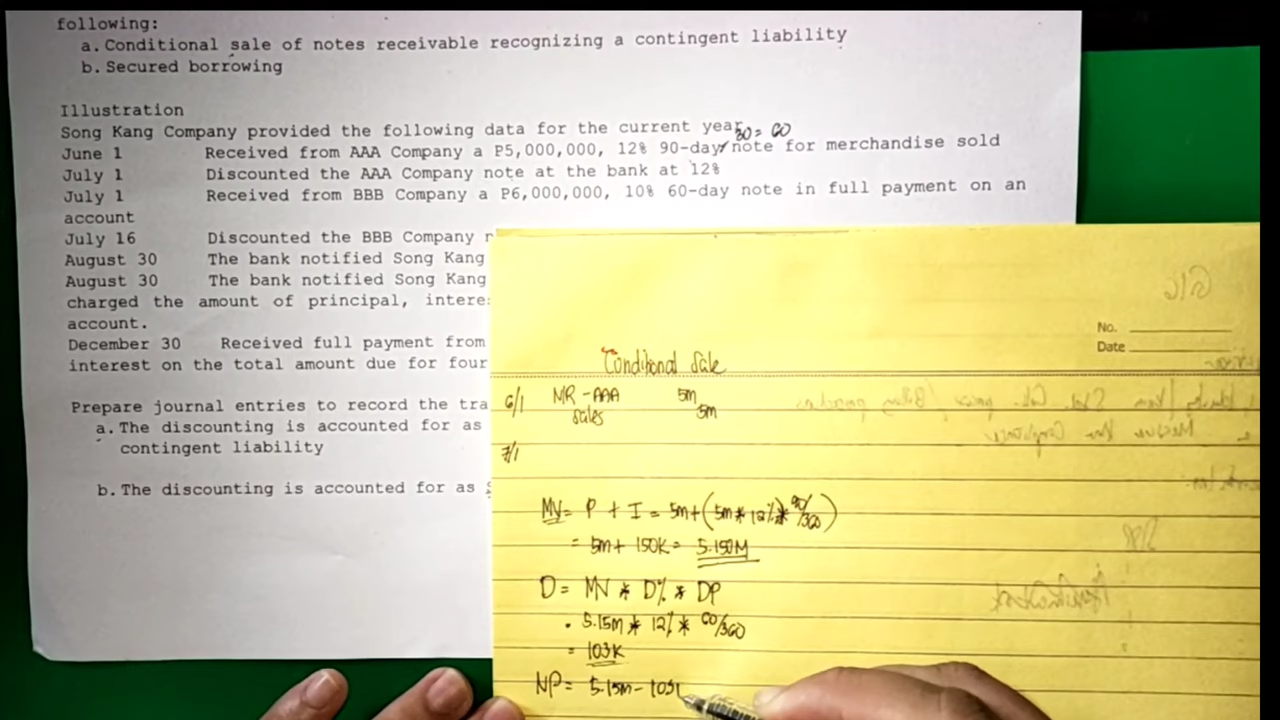 following:
a. Conditional sale of notes receivable recognizing a contingent liability
b. Secured borrowing
Illustration
Song Kang Company provided the following data for the current year
30 = 60
June 1 Received from AAA Company a P5,000,000, 12% 90-day note for merchandise sold
July 1 Discounted the AAA Company note at the bank at 12%
July 1 Received from BBB Company a P6,000,000, 10% 60-day note in full payment on an
account
July 16 Discounted the BBB Company
August 30 The bank notified Song Kang
August 30 The bank notified Song Kang
charged the amount of principal,
account.
December 30 Received full payment from
interest on the total amount due for four
Prepare journal entries to record the
a. The discounting is accounted for as
contingent liability
b. The discounting is accounted for as
No.
Date
Conditional Sale
6/1 NR - AAA 5m
Sales 5m
7/1
MV = P + I = 5m + (5m * 12% * 90/360)
= 5m + 150K = 5.150M
D = MV * D% * DP
= 5.15m * 12% * 60/360
= 103K
NP = 5.15m - 103